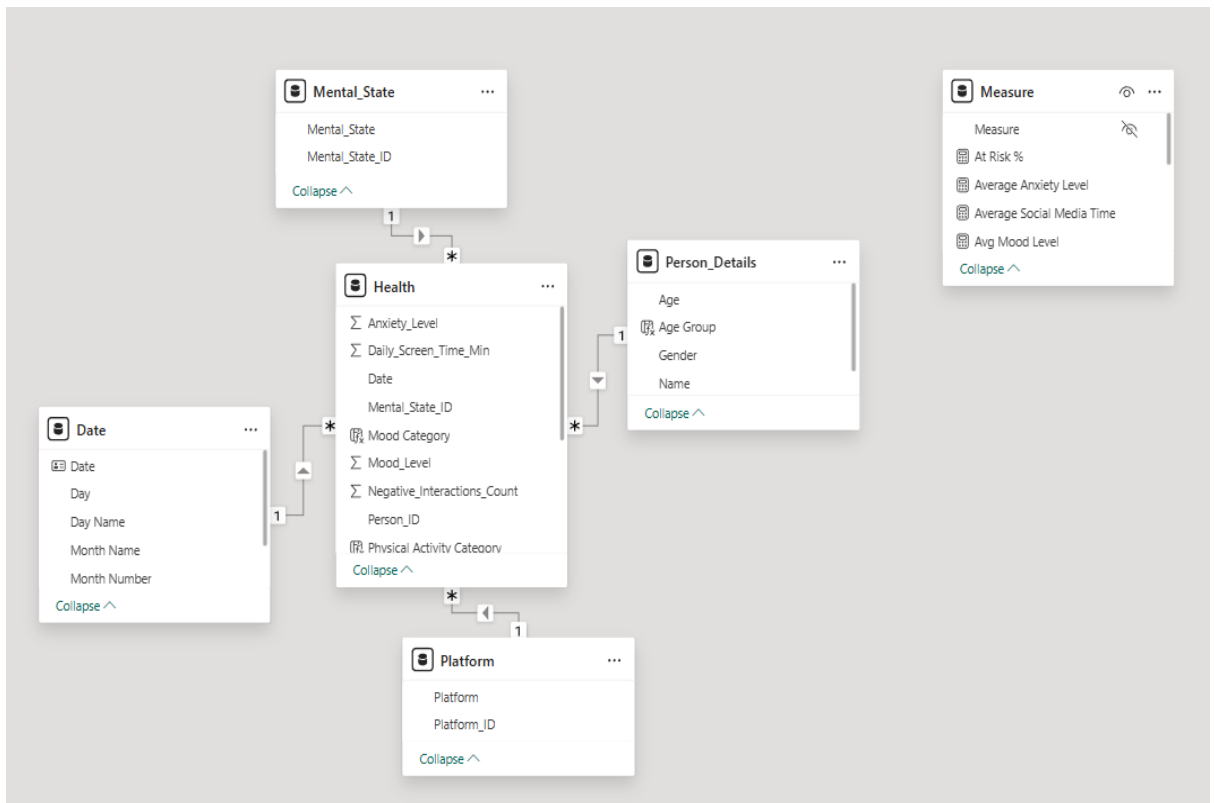 Mental_State
Mental_State
Mental_State_ID
Collapse
1
*
Measure
Measure
At Risk %
Average Anxiety Level
Average Social Media Time
Avg Mood Level
Collapse
Health
Anxiety_Level
Daily_Screen_Time_Min
Date
Mental_State_ID
Mood Category
Mood_Level
Negative_Interactions_Count
Person_ID
Physical Activity Category
Collapse
Person_Details
Age
Age Group
Gender
Name
Collapse
1
*
Date
Date
Day
Day Name
Month Name
Month Number
Collapse
*
1
*
1
Platform
Platform
Platform_ID
Collapse